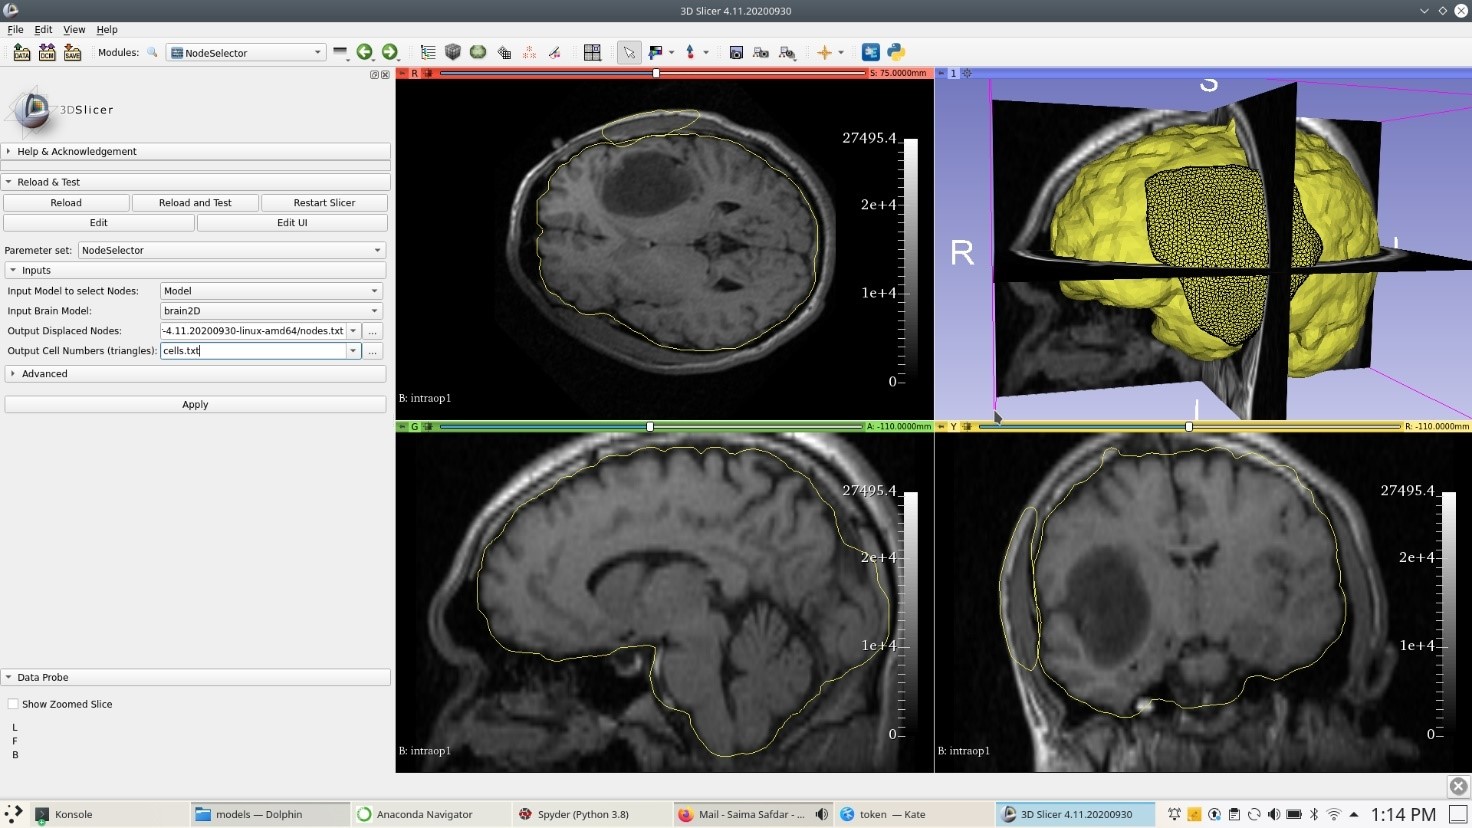 3D Slicer 4.11.20200930
File Edit View Help
DATA DCM SAVE Modules: NodeSelector
3DSlicer
Help & Acknowledgement
Reload & Test
Reload Reload and Test Restart Slicer
Edit Edit UI
Parameter set: NodeSelector
Inputs
Input Model to select Nodes: Model
Input Brain Model: brain2D
Output Displaced Nodes: -4.11.20200930-linux-amd64/nodes.txt ...
Output Cell Numbers (triangles): cells.txt ...
Advanced
Apply
Data Probe
Show Zoomed Slice
L
F
B
R S: 75.0000mm
27495.4
2e+4
1e+4
0
B: intraop1
1
S
R
L
I
G A: -110.0000mm
27495.4
2e+4
1e+4
0
B: intraop1
Y R: -110.0000mm
27495.4
2e+4
1e+4
0
B: intraop1
Konsole models — Dolphin Anaconda Navigator Spyder (Python 3.8) Mail - Saima Safdar - ... token — Kate 3D Slicer 4.11.20200930 1:14 PM